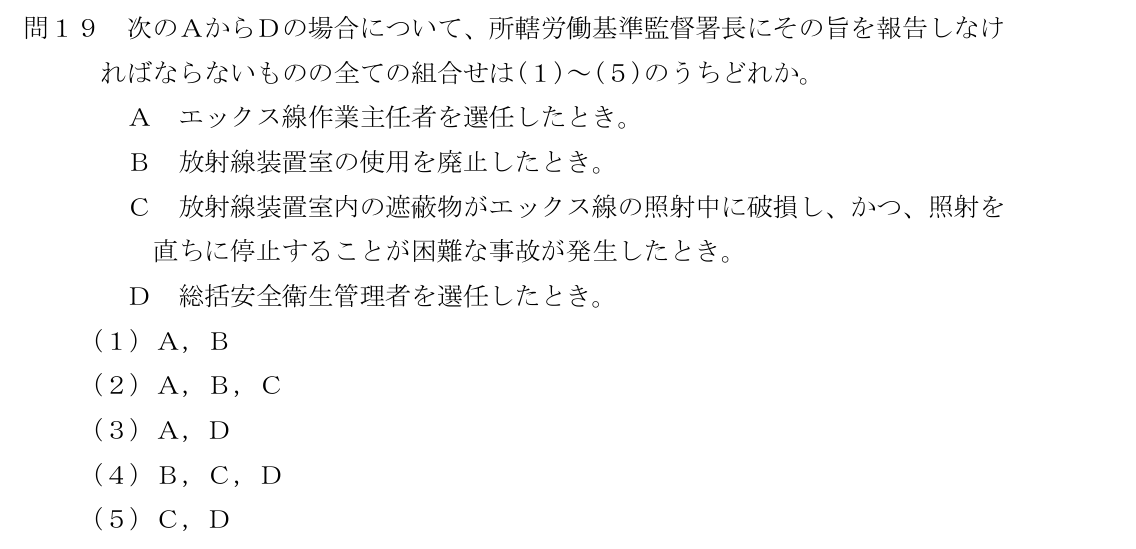 問１９　次のＡからＤの場合について、所轄労働基準監督署長にその旨を報告しなけ
ればならないものの全ての組合せは(１)～(５)のうちどれか。
Ａ　エックス線作業主任者を選任したとき。
Ｂ　放射線装置室の使用を廃止したとき。
Ｃ　放射線装置室内の遮蔽物がエックス線の照射中に破損し、かつ、照射を
直ちに停止することが困難な事故が発生したとき。
Ｄ　総括安全衛生管理者を選任したとき。
(１) Ａ，Ｂ
(２) Ａ，Ｂ，Ｃ
(３) Ａ，Ｄ
(４) Ｂ，Ｃ，Ｄ
(５) Ｃ，Ｄ